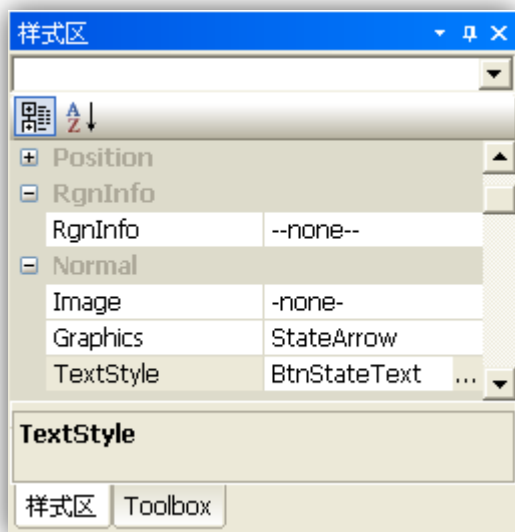 样式区
Position
RgnInfo
RgnInfo --none--
Normal
Image -none-
Graphics StateArrow
TextStyle BtnStateText ...
TextStyle
样式区 Toolbox